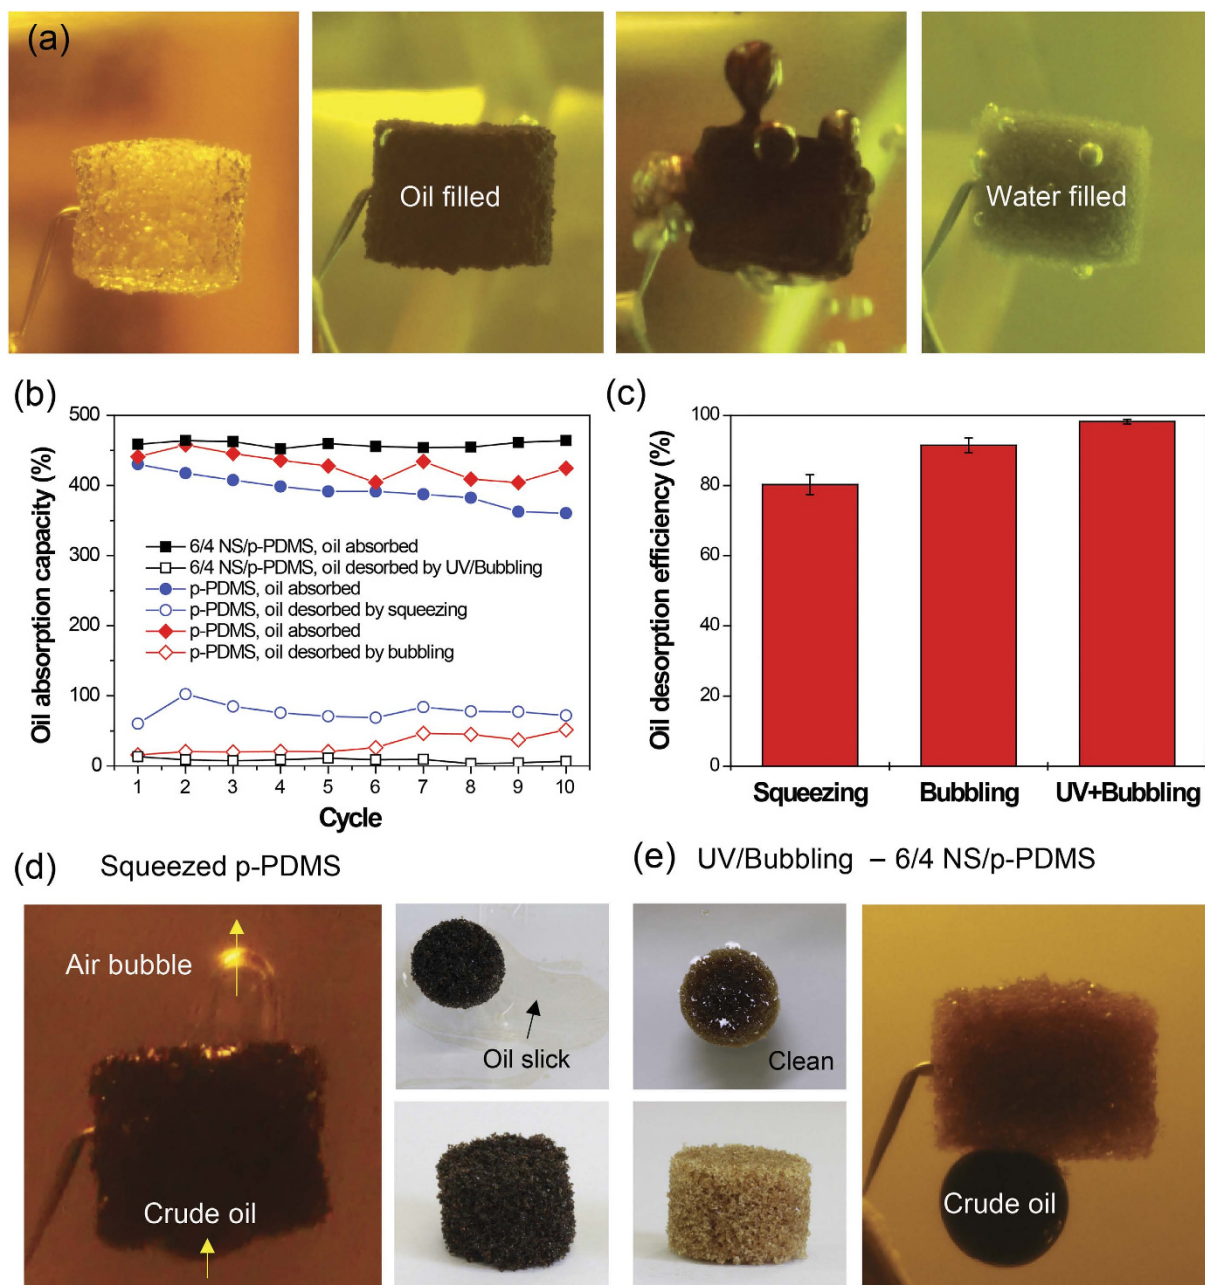 (a)
Oil filled
Water filled
(b)
500
400
300
200
100
0
Oil absorption capacity (%)
6/4 NS/p-PDMS, oil absorbed
6/4 NS/p-PDMS, oil desorbed by UV/Bubbling
p-PDMS, oil absorbed
p-PDMS, oil desorbed by squeezing
p-PDMS, oil absorbed
p-PDMS, oil desorbed by bubbling
1 2 3 4 5 6 7 8 9 10
Cycle
(c)
100
80
60
40
20
0
Oil desorption efficiency (%)
Squeezing Bubbling UV+Bubbling
(d) Squeezed p-PDMS
Air bubble
Crude oil
Oil slick
(e) UV/Bubbling – 6/4 NS/p-PDMS
Clean
Crude oil